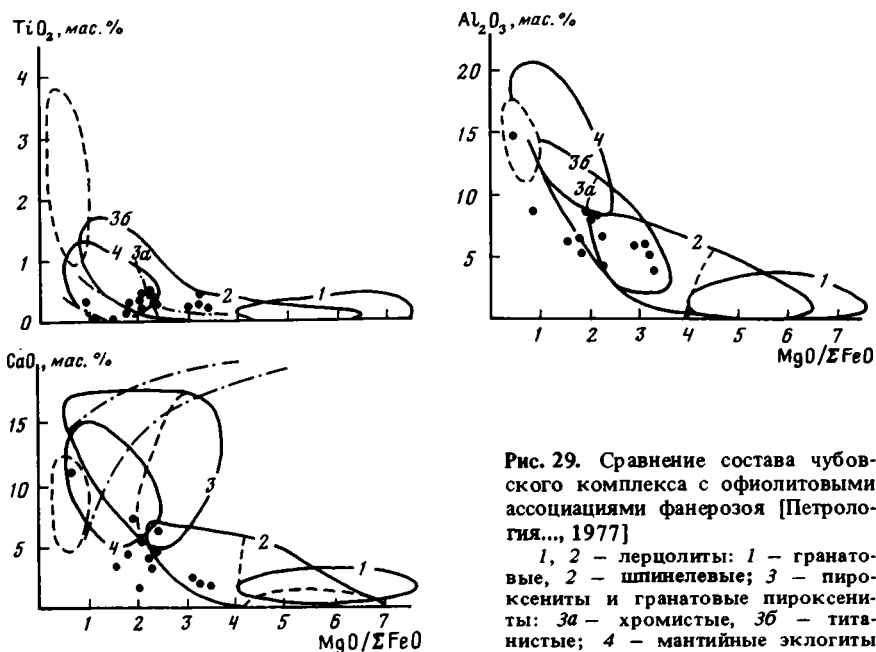 TiO₂, мас. %
4
3
2
1
0
3б
4
3а
2
1
Al₂O₃, мас. %
20
15
10
5
4
3б
3а
2
1
1 2 3 4 5 6 7
MgO/ΣFeO
CaO, мас. %
15
10
5
3
4
2
1
1 2 3 4 5 6 7
MgO/ΣFeO
Рис. 29. Сравнение состава чубов-
ского комплекса с офиолитовыми
ассоциациями фанерозоя [Петроло-
гия..., 1977]
1, 2 — лерцолиты: 1 — гранато-
вые, 2 — шпинелевые; 3 — пиро-
ксениты и гранатовые пироксени-
ты: 3а — хромистые, 3б — тита-
нистые; 4 — мантийные эклогиты